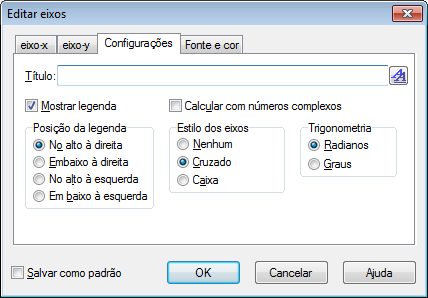 Editar eixos
eixo-x eixo-y Configurações Fonte e cor
Título:
Mostrar legenda Calcular com números complexos
Posição da legenda Estilo dos eixos Trigonometria
No alto à direita Nenhum Radianos
Embaixo à direita Cruzado Graus
No alto à esquerda Caixa
Em baixo à esquerda
Salvar como padrão OK Cancelar Ajuda